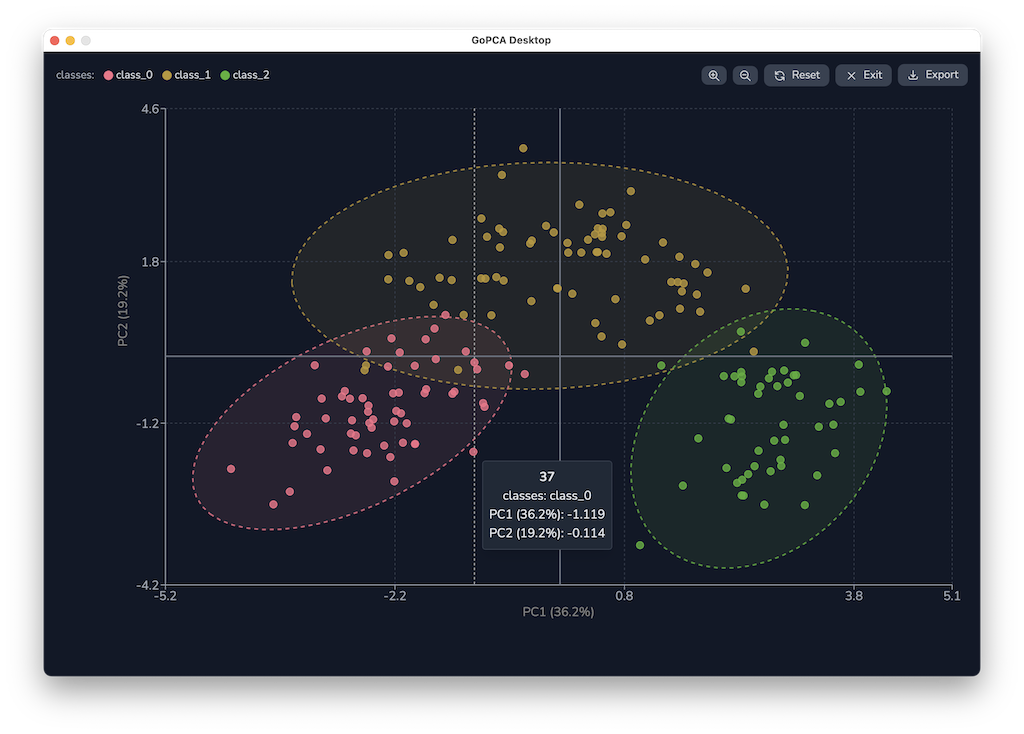 GoPCA Desktop
classes: class_0 class_1 class_2
Reset Exit Export
4.6
1.8
-1.2
-4.2
PC2 (19.2%)
37
classes: class_0
PC1 (36.2%): -1.119
PC2 (19.2%): -0.114
-5.2 -2.2 0.8 3.8 5.1
PC1 (36.2%)